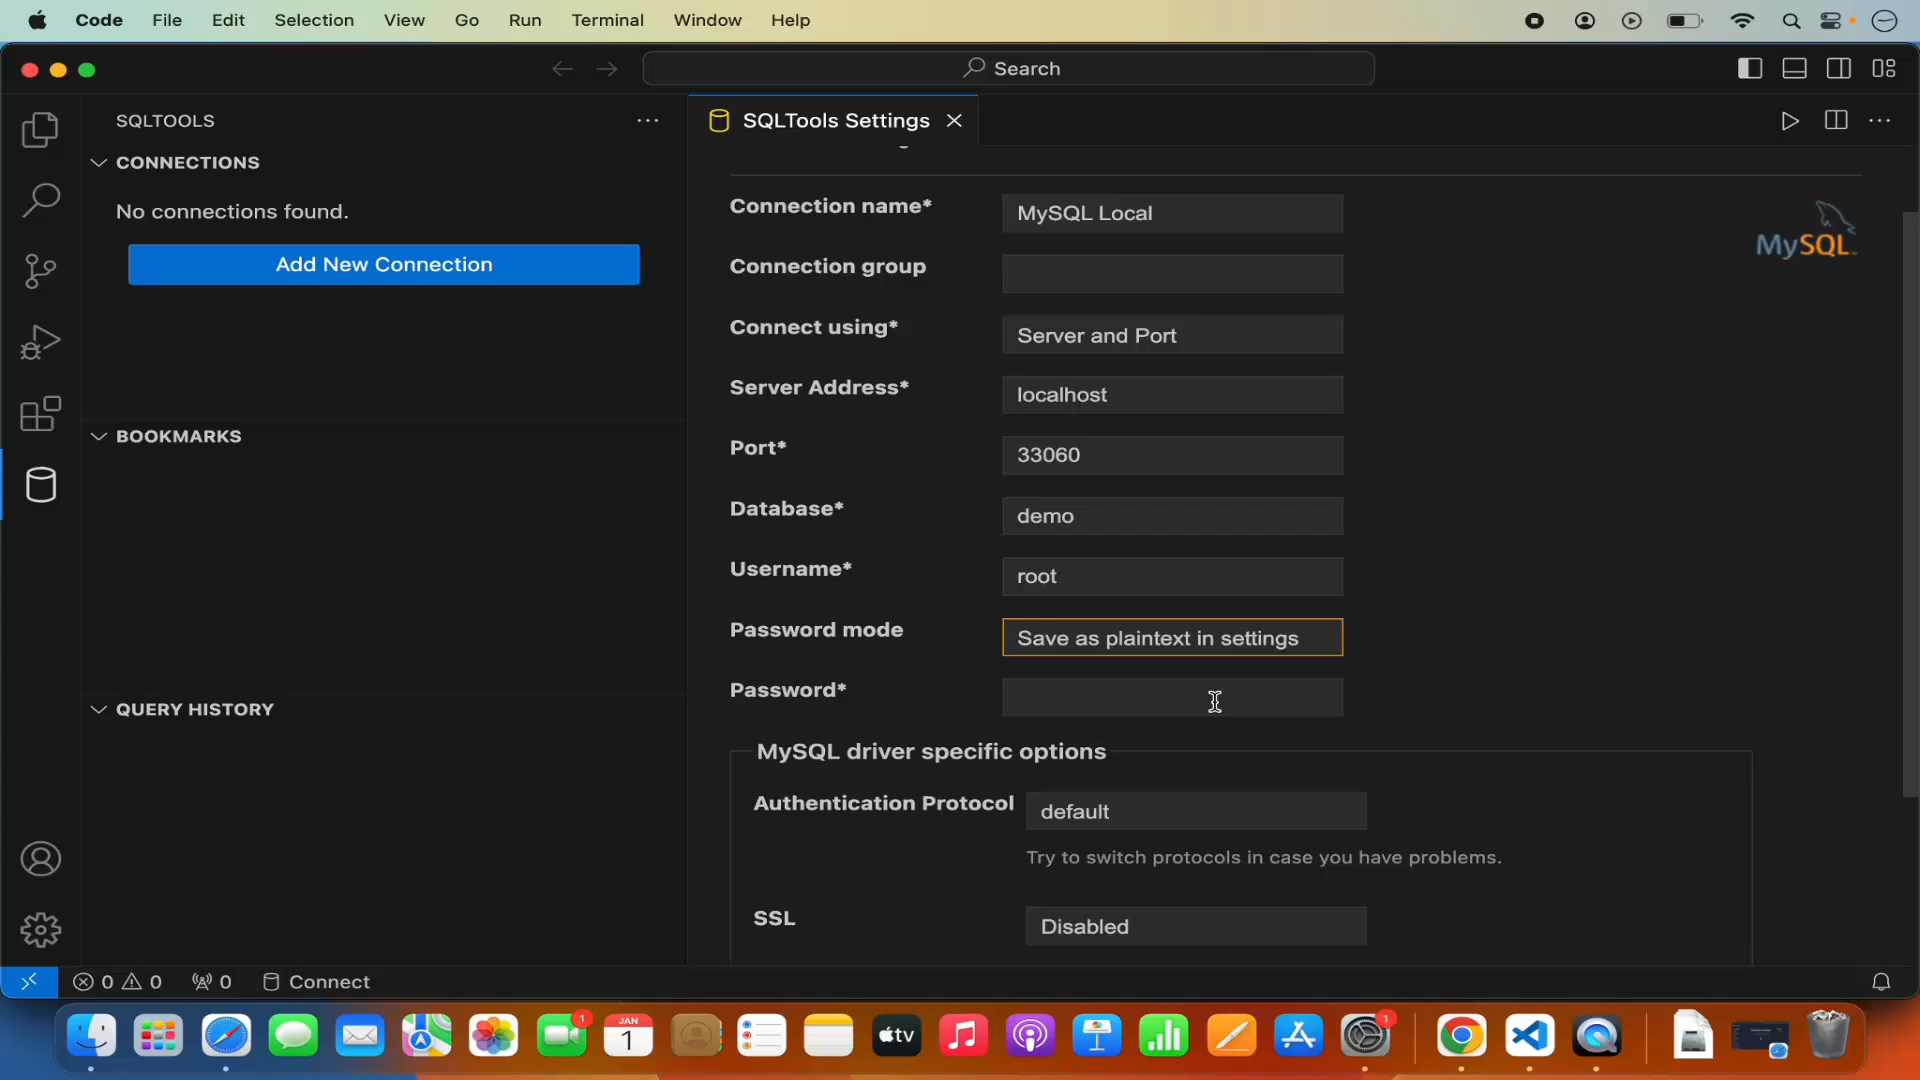 Code File Edit Selection View Go Run Terminal Window Help
Search
SQLTOOLS
CONNECTIONS
No connections found.
Add New Connection
BOOKMARKS
QUERY HISTORY
SQLTools Settings
Connection name* MySQL Local
MySQL™
Connection group
Connect using* Server and Port
Server Address* localhost
Port* 33060
Database* demo
Username* root
Password mode Save as plaintext in settings
Password*
MySQL driver specific options
Authentication Protocol default
Try to switch protocols in case you have problems.
SSL Disabled
0 0 0 Connect
1
JAN
1
tv
1